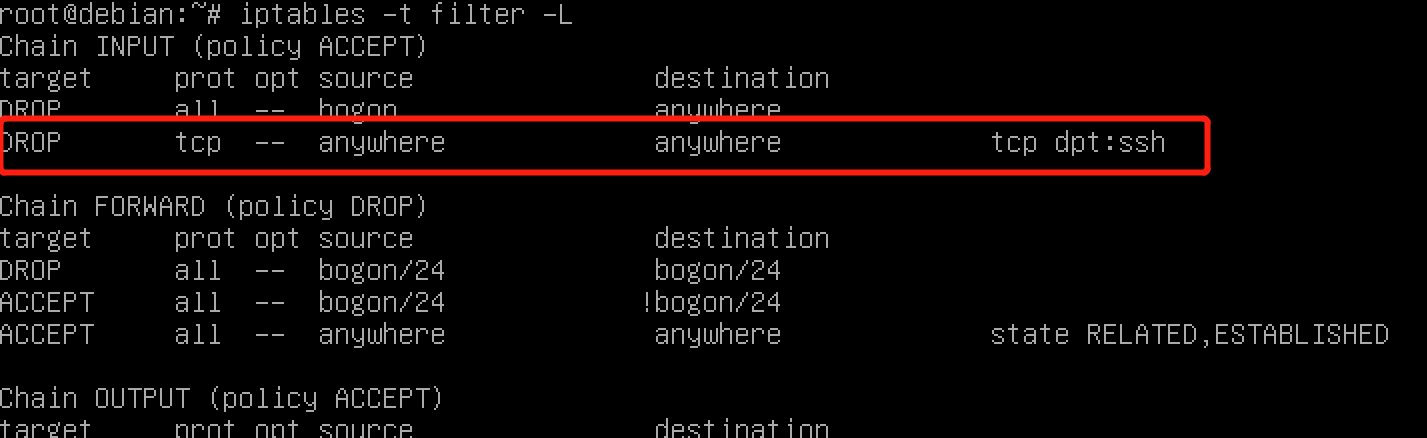 root@debian:~# iptables -t filter -L
Chain INPUT (policy ACCEPT)
target prot opt source destination
DROP all -- bogon anywhere
DROP tcp -- anywhere anywhere tcp dpt:ssh
Chain FORWARD (policy DROP)
target prot opt source destination
DROP all -- bogon/24 bogon/24
ACCEPT all -- bogon/24 !bogon/24
ACCEPT all -- anywhere anywhere state RELATED,ESTABLISHED
Chain OUTPUT (policy ACCEPT)
target prot opt source destination